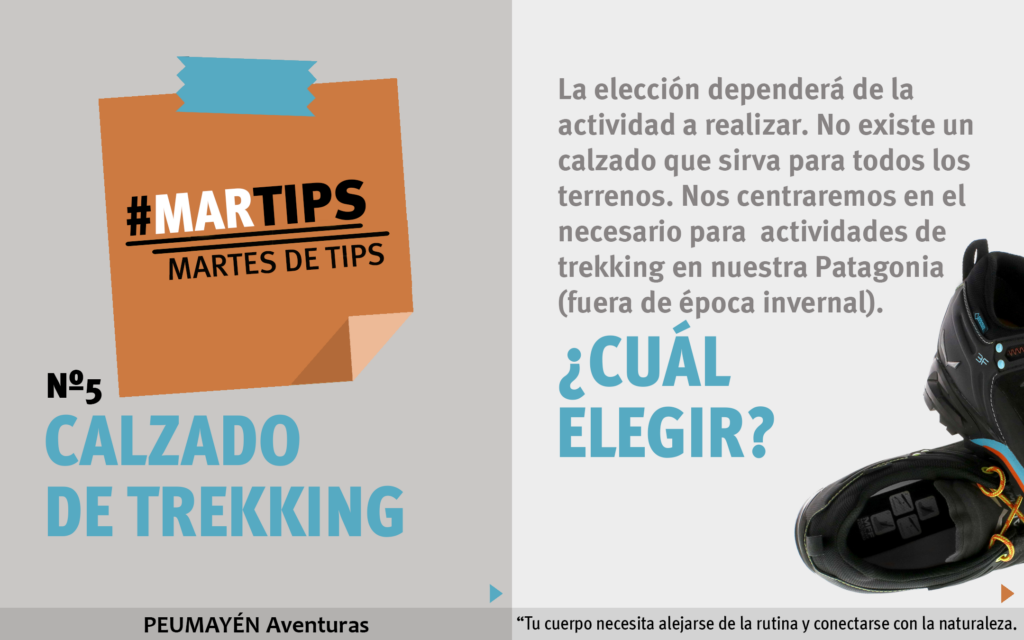 #MARTIPS
MARTES DE TIPS
Nº5
CALZADO
DE TREKKING
PEUMAYÉN Aventuras
La elección dependerá de la
actividad a realizar. No existe un
calzado que sirva para todos los
terrenos. Nos centraremos en el
necesario para actividades de
trekking en nuestra Patagonia
(fuera de época invernal).
¿CUÁL
ELEGIR?
“Tu cuerpo necesita alejarse de la rutina y conectarse con la naturaleza.